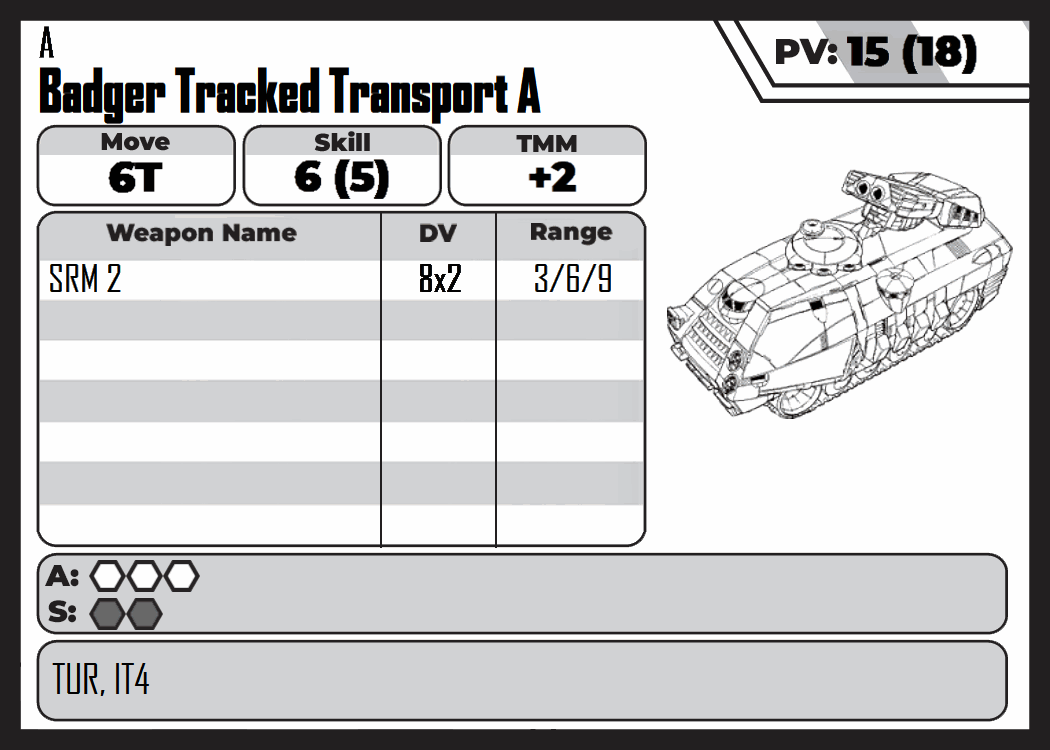 A
Badger Tracked Transport A
PV: 15 (18)
Move
6T
Skill
6 (5)
TMM
+2
Weapon Name DV Range
SRM 2 8x2 3/6/9
A:
S:
TUR, IT4